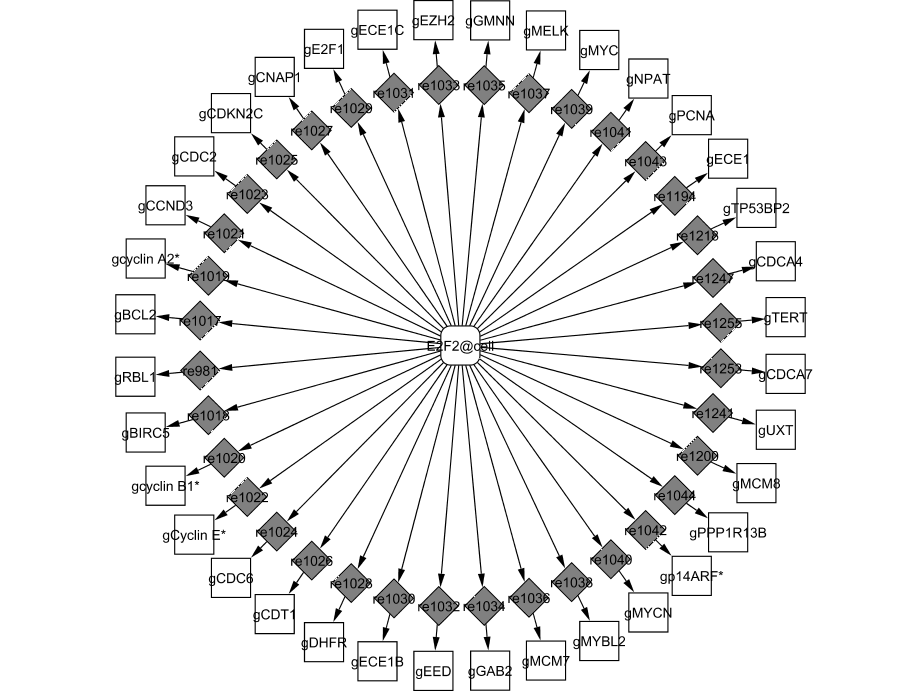 gEZH2
gGMNN
gECE1C
gMELK
gE2F1
gMYC
gCNAP1
gNPAT
gCDKN2C
gPCNA
gCDC2
gECE1
gCCND3
gTP53BP2
gcyclin A2*
gCDCA4
gBCL2
gTERT
gRBL1
gCDCA7
gBIRC5
gUXT
gcyclin B1*
gMCM8
gCyclin E*
gPPP1R13B
gCDC6
gp14ARF*
gCDT1
gMYCN
gDHFR
gMYBL2
gECE1B
gMCM7
gEED
gGAB2
re1033
re1035
re1031
re1037
re1029
re1039
re1027
re1041
re1025
re1043
re1023
re1194
re1021
re1218
re1019
re1247
re1017
re1255
E2F2@cell
re981
re1253
re1018
re1241
re1020
re1200
re1022
re1044
re1024
re1042
re1026
re1040
re1028
re1038
re1030
re1036
re1032
re1034